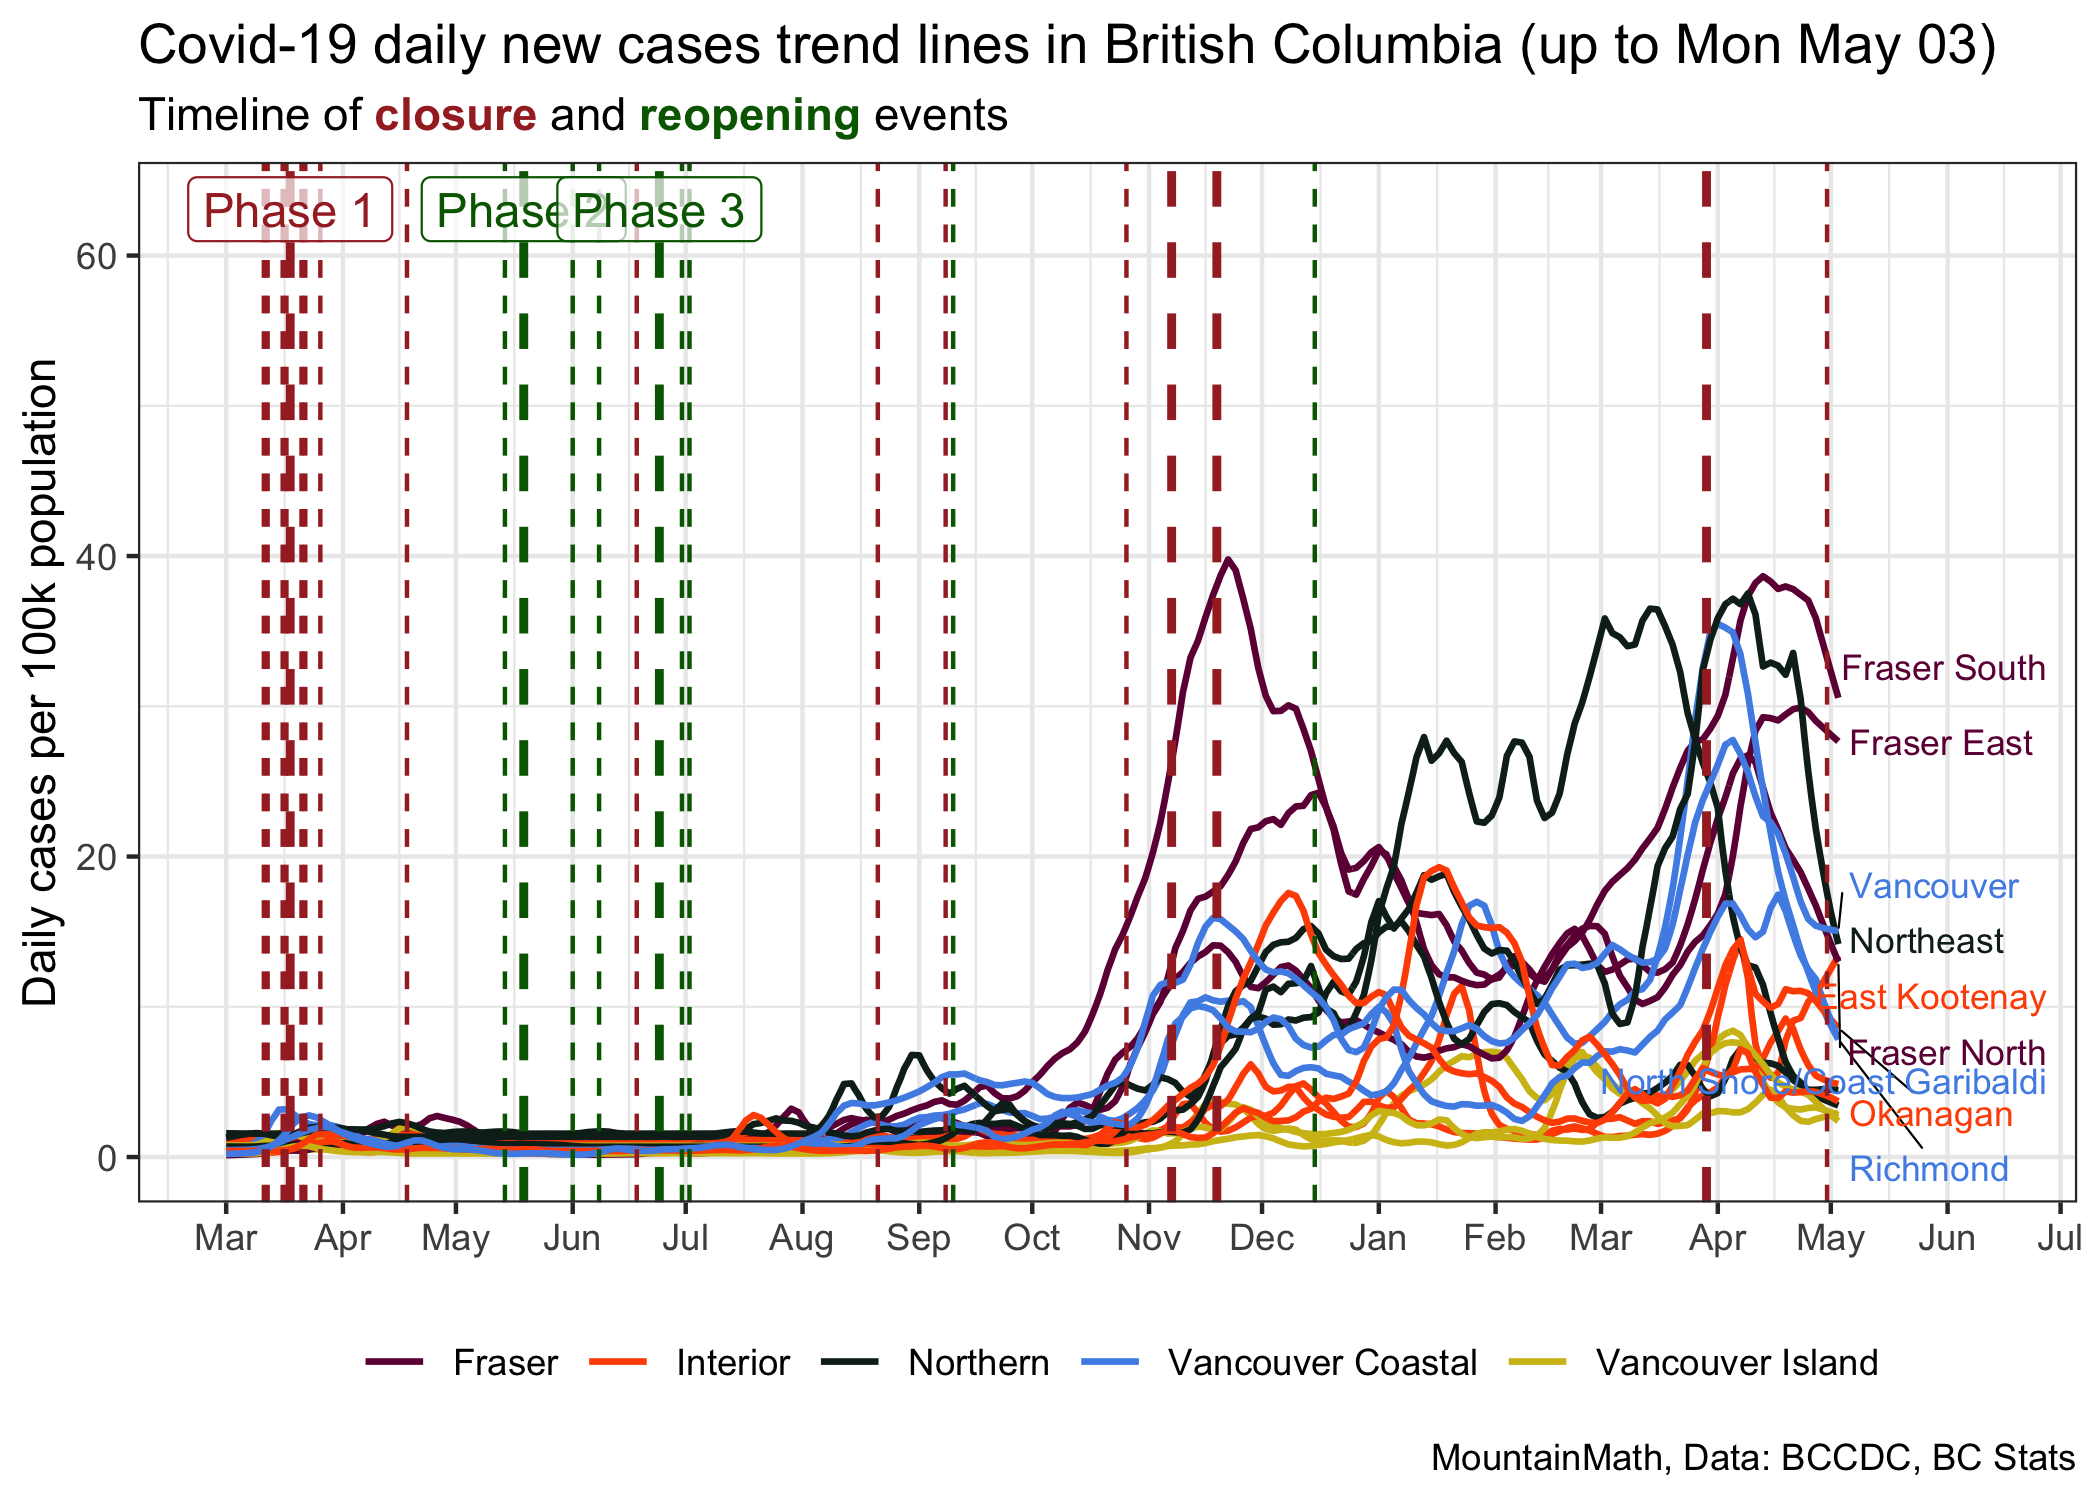 Covid-19 daily new cases trend lines in British Columbia (up to Mon May 03)
Timeline of closure and reopening events
Phase 1
Phase 2
Phase 3
Daily cases per 100k population
60
40
20
0
Fraser South
Fraser East
Vancouver
Northeast
East Kootenay
Fraser North
North Shore/Coast Garibaldi
Okanagan
Richmond
Mar Apr May Jun Jul Aug Sep Oct Nov Dec Jan Feb Mar Apr May Jun Jul
Fraser Interior Northern Vancouver Coastal Vancouver Island
MountainMath, Data: BCCDC, BC Stats